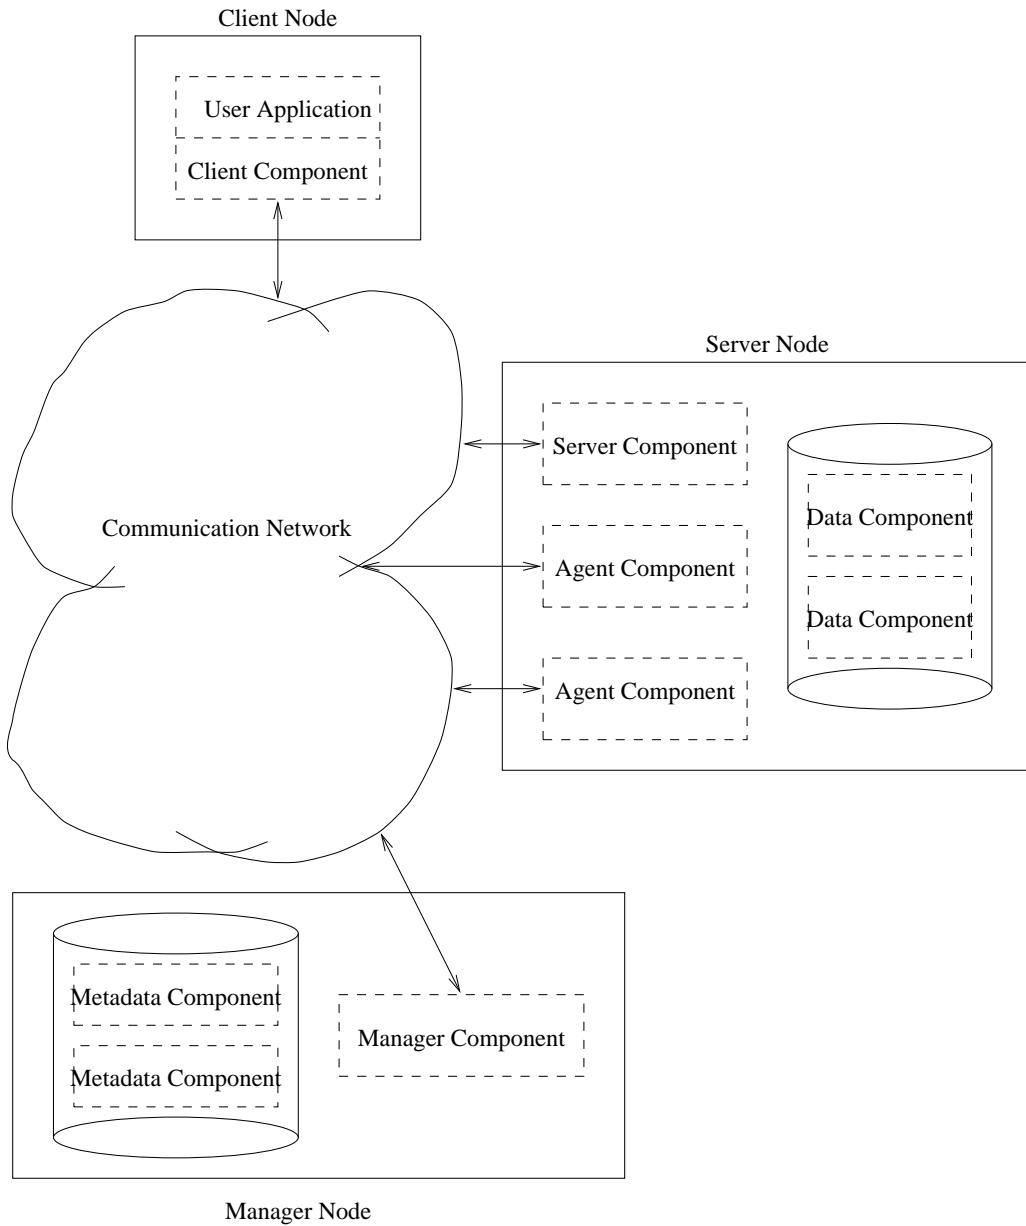 Client Node
User Application
Client Component
Server Node
Server Component
Data Component
Communication Network
Agent Component
Data Component
Agent Component
Metadata Component
Manager Component
Metadata Component
Manager Node